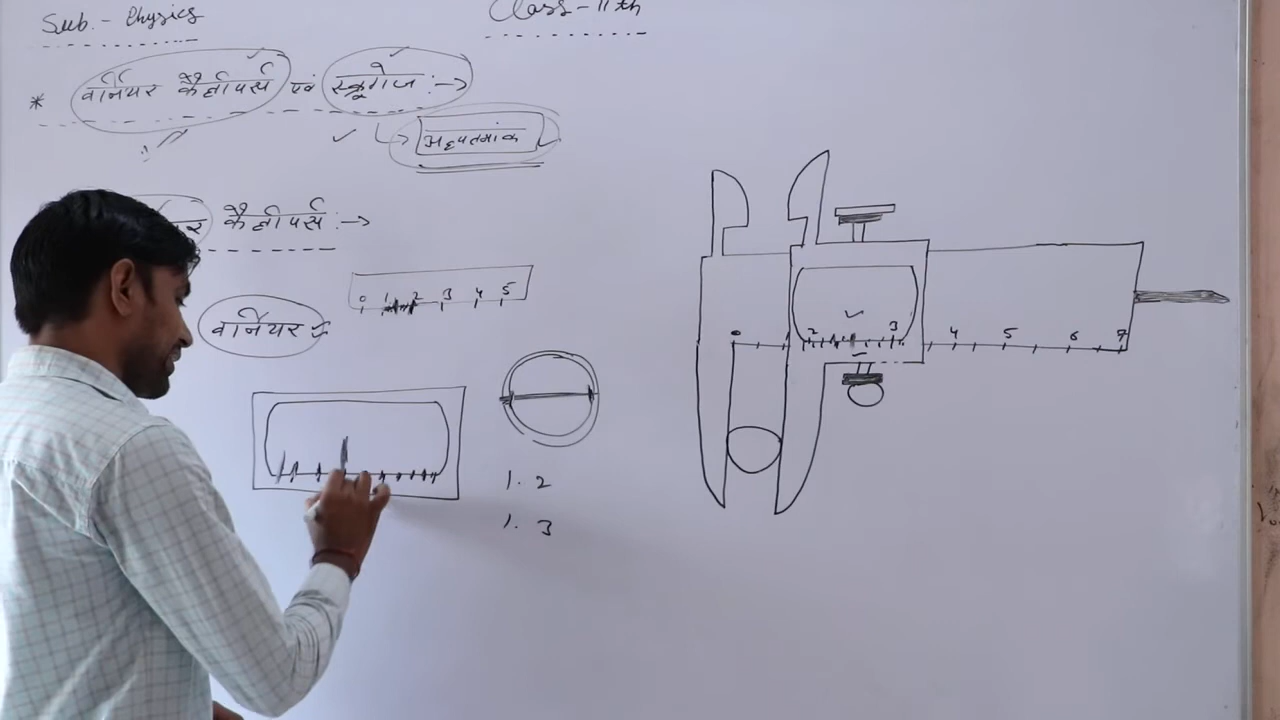 Sub. - Physics
Class - 11th
* वर्नियर कैलीपर्स एवं स्क्रूगेज :→
अल्पतमांक
र कैलीपर्स :→
0 1 2 3 4 5
वर्नियर
1. 2
1. 3
0 2 3 4 5 6 7